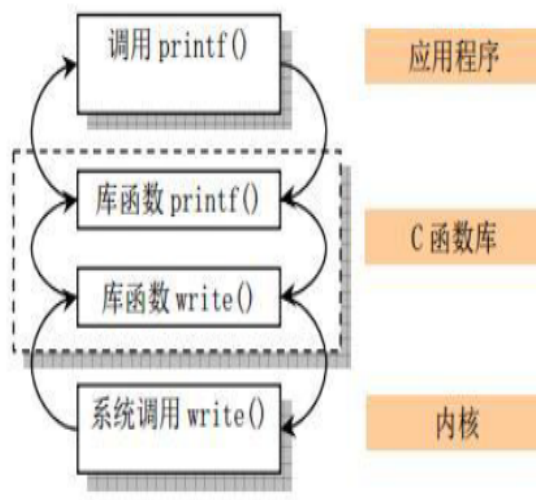 调用 printf()
应用程序
库函数 printf()
C 函数库
库函数 write()
系统调用 write()
内核